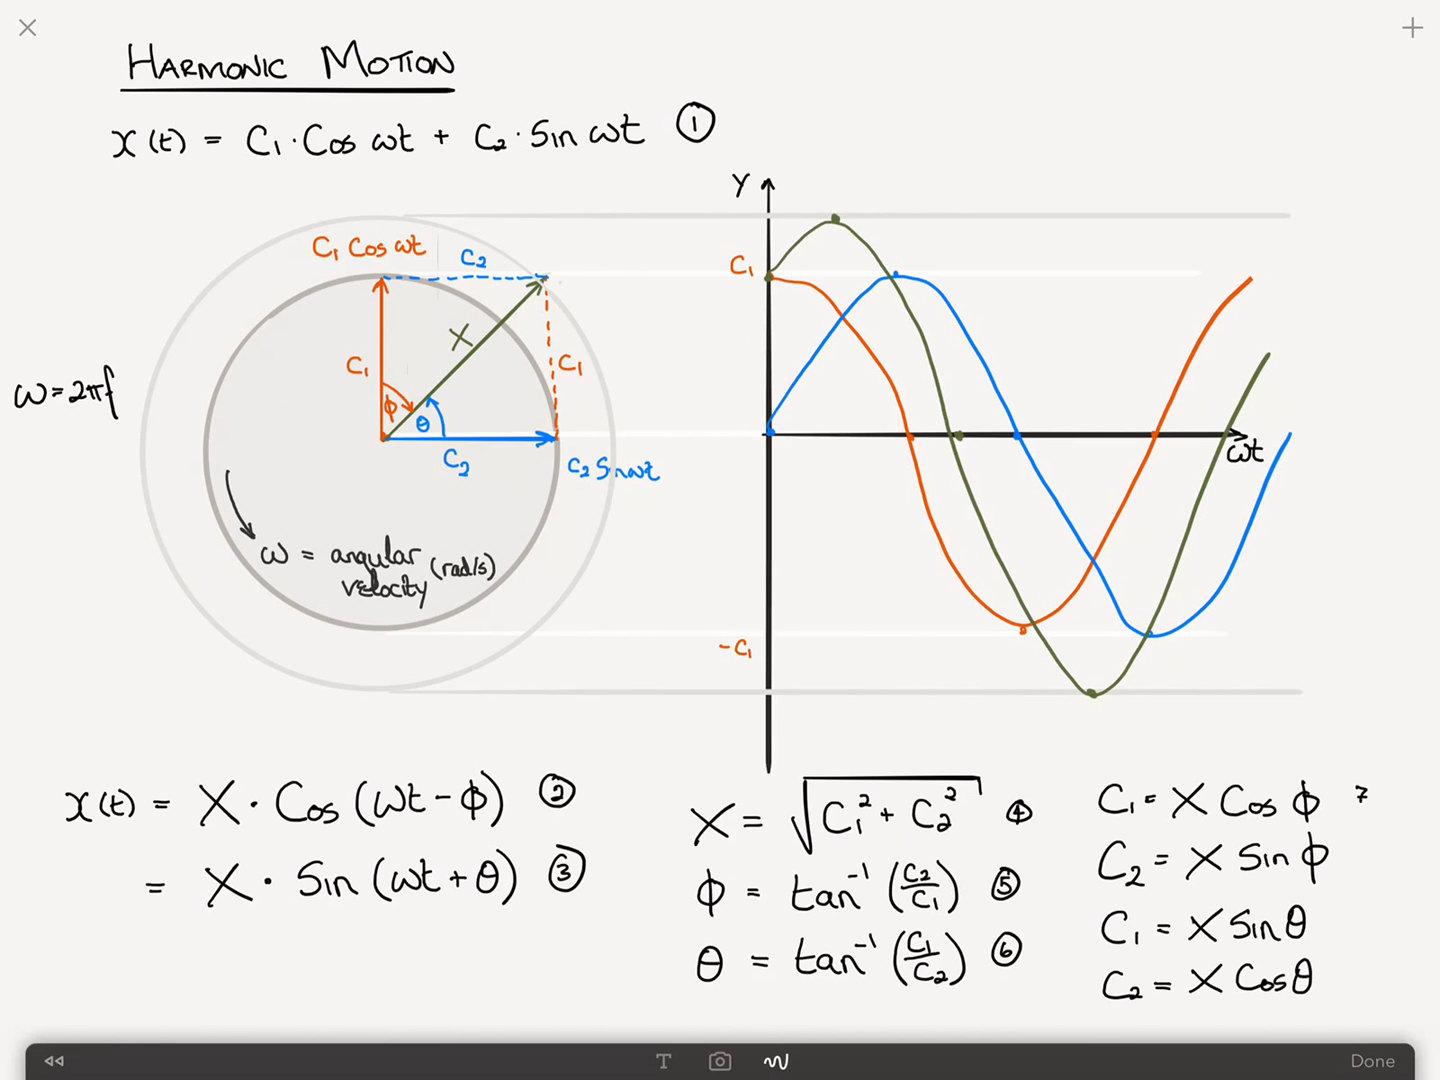 HARMONIC MOTION
x(t) = C₁·Cos ωt + C₂·Sin ωt ①
Y
C₁ Cos ωt
C₂
C₁
X
C₁
C₁
ω=2πf
ϕ
θ
C₂
C₂ Sin ωt
ωt
ω = angular velocity (rad/s)
-C₁
x(t) = X·Cos(ωt-ϕ) ②
= X·Sin(ωt+θ) ③
X = √C₁² + C₂² ④
ϕ = tan⁻¹(C₂/C₁) ⑤
θ = tan⁻¹(C₁/C₂) ⑥
C₁ = X Cos ϕ 7
C₂ = X Sin ϕ
C₁ = X Sin θ
C₂ = X Cos θ
T
Done